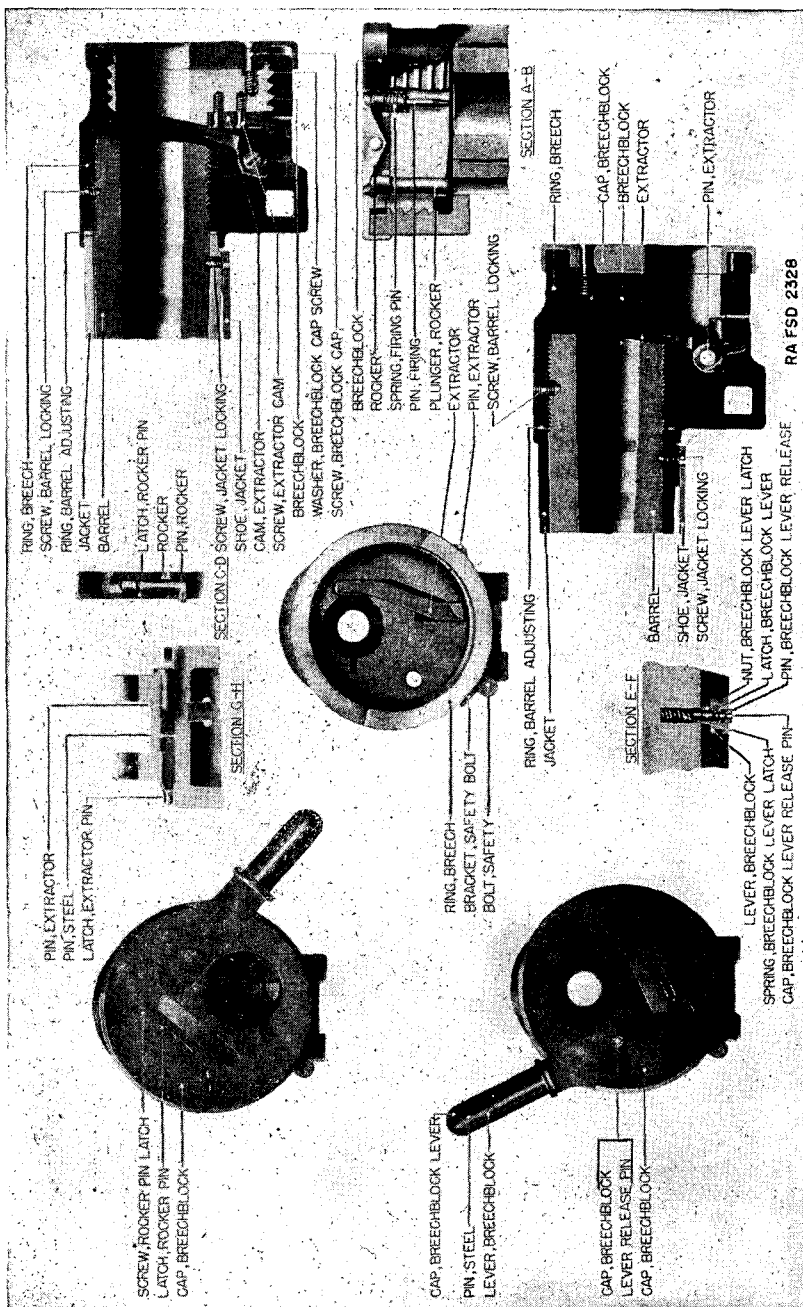 RING, BREECH
SCREW, BARREL LOCKING
RING, BARREL ADJUSTING
JACKET
BARREL
LATCH, ROCKER PIN
ROCKER
PIN, ROCKER
SECTION C-D
SCREW, JACKET LOCKING
SHOE, JACKET
CAM, EXTRACTOR
SCREW, EXTRACTOR CAM
BREECHBLOCK
WASHER, BREECHBLOCK CAP SCREW
SCREW, BREECHBLOCK CAP
SECTION A-B
BREECHBLOCK
ROCKER
SPRING, FIRING PIN
PIN, FIRING
PLUNGER, ROCKER
EXTRACTOR
PIN, EXTRACTOR
SCREW, BARREL LOCKING
RING, BREECH
CAP, BREECHBLOCK
BREECHBLOCK
EXTRACTOR
PIN, EXTRACTOR
PIN, EXTRACTOR
PIN, STEEL
LATCH, EXTRACTOR PIN
SECTION G-H
RING, BREECH
BRACKET, SAFETY BOLT
BOLT, SAFETY
RING, BARREL ADJUSTING
JACKET
BARREL
SHOE, JACKET
SCREW, JACKET LOCKING
SECTION E-F
NUT, BREECHBLOCK LEVER LATCH
LATCH, BREECHBLOCK LEVER
PIN, BREECHBLOCK LEVER RELEASE
LEVER, BREECHBLOCK
SPRING, BREECHBLOCK LEVER LATCH
CAP, BREECHBLOCK LEVER RELEASE PIN
SCREW, ROCKER PIN LATCH
LATCH, ROCKER PIN
CAP, BREECHBLOCK
CAP, BREECHBLOCK LEVER
PIN, STEEL
LEVER, BREECHBLOCK
CAP, BREECHBLOCK
LEVER RELEASE PIN
CAP, BREECHBLOCK
RA FSD 2328